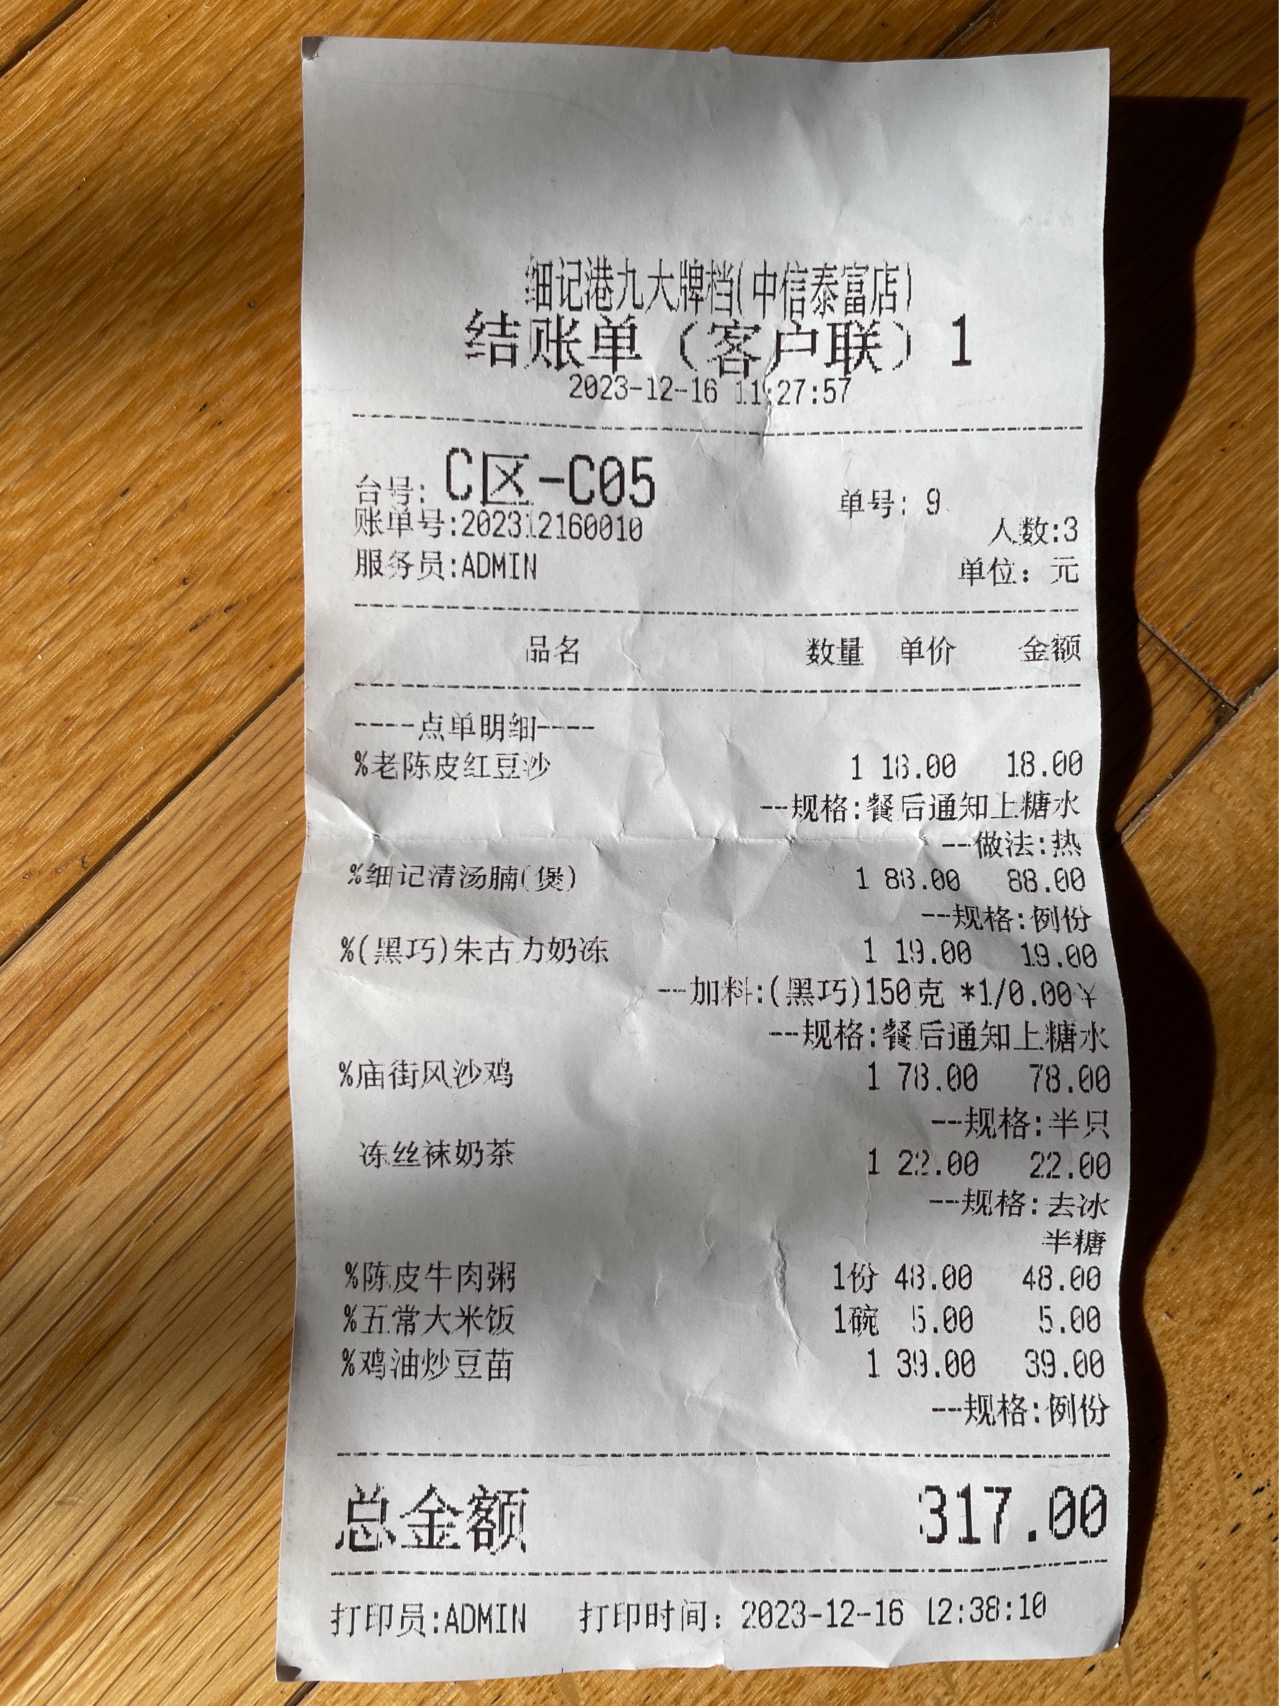 细记港九大牌档(中信泰富店)
结账单（客户联）1
2023-12-16 11:27:57
台号: C区-C05 单号: 9
账单号:202312160010 人数:3
服务员:ADMIN 单位: 元
品名 数量 单价 金额
----点单明细----
%老陈皮红豆沙 1 18.00 18.00
--规格:餐后通知上糖水
--做法:热
%细记清汤腩(煲) 1 88.00 88.00
--规格:例份
%(黑巧)朱古力奶冻 1 19.00 19.00
--加料:(黑巧)150克 *1/0.00¥
--规格:餐后通知上糖水
%庙街风沙鸡 1 78.00 78.00
--规格:半只
冻丝袜奶茶 1 22.00 22.00
--规格:去冰
半糖
%陈皮牛肉粥 1份 48.00 48.00
%五常大米饭 1碗 5.00 5.00
%鸡油炒豆苗 1 39.00 39.00
--规格:例份
总金额 317.00
打印员:ADMIN 打印时间: 2023-12-16 12:38:10